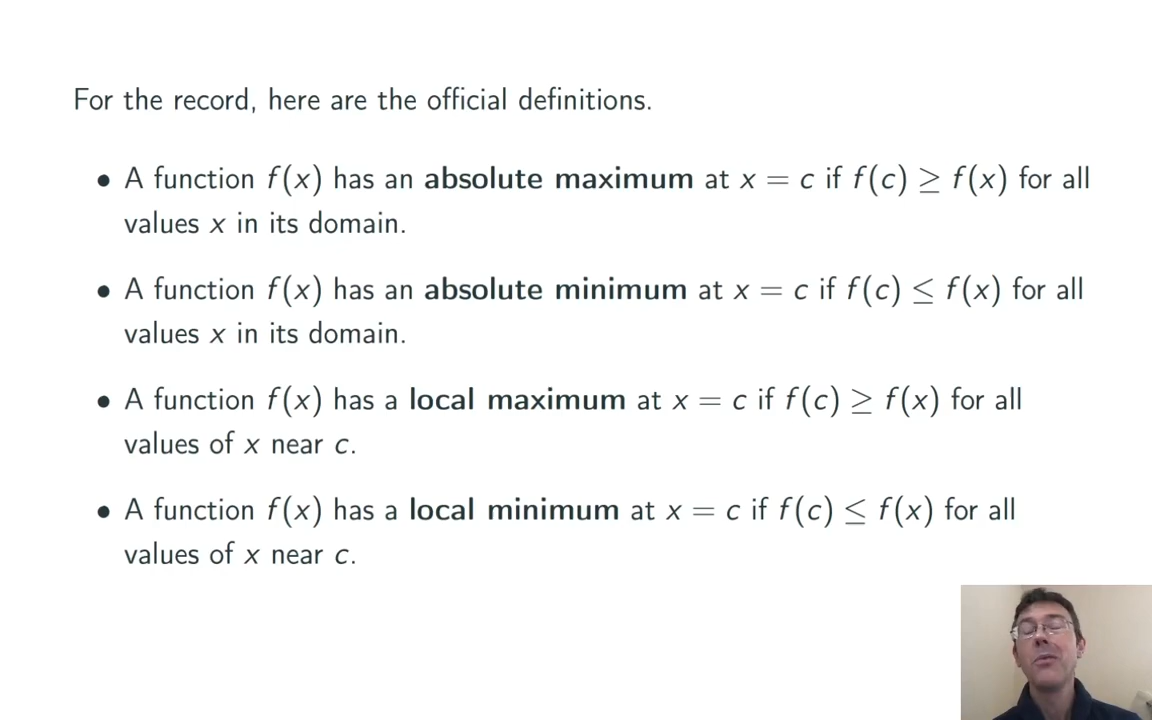 For the record, here are the official definitions.
• A function f(x) has an absolute maximum at x = c if f(c) ≥ f(x) for all
values x in its domain.
• A function f(x) has an absolute minimum at x = c if f(c) ≤ f(x) for all
values x in its domain.
• A function f(x) has a local maximum at x = c if f(c) ≥ f(x) for all
values of x near c.
• A function f(x) has a local minimum at x = c if f(c) ≤ f(x) for all
values of x near c.